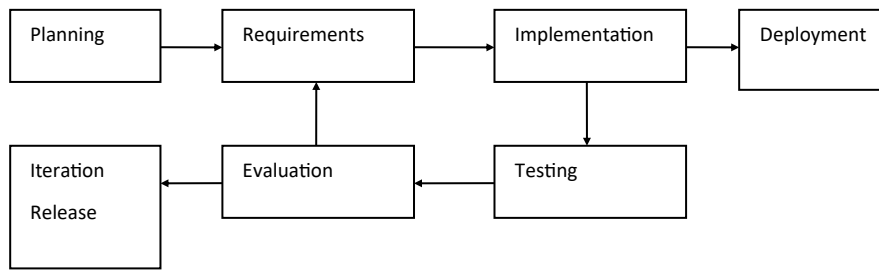 Planning
Requirements
Implementation
Deployment
Iteration
Release
Evaluation
Testing